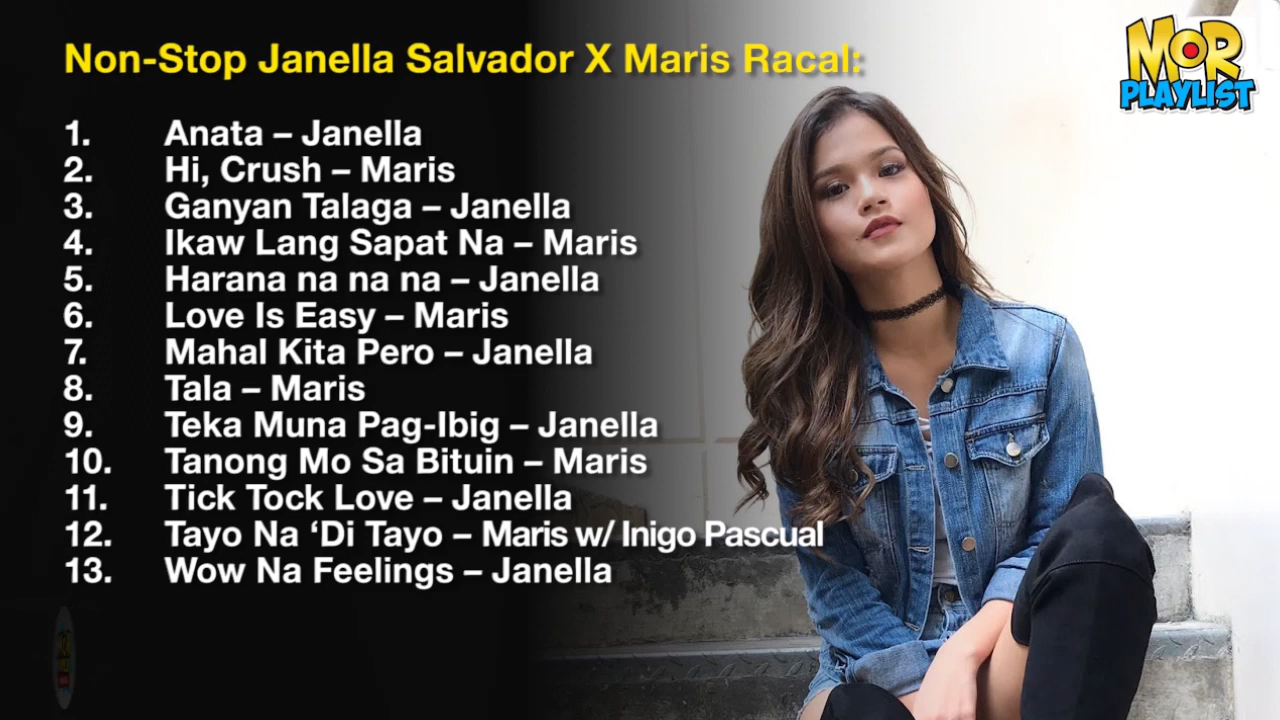 Non-Stop Janella Salvador X Maris Racal:
MOR
PLAYLIST
1. Anata – Janella
2. Hi, Crush – Maris
3. Ganyan Talaga – Janella
4. Ikaw Lang Sapat Na – Maris
5. Harana na na na – Janella
6. Love Is Easy – Maris
7. Mahal Kita Pero – Janella
8. Tala – Maris
9. Teka Muna Pag-Ibig – Janella
10. Tanong Mo Sa Bituin – Maris
11. Tick Tock Love – Janella
12. Tayo Na ‘Di Tayo – Maris w/ Inigo Pascual
13. Wow Na Feelings – Janella